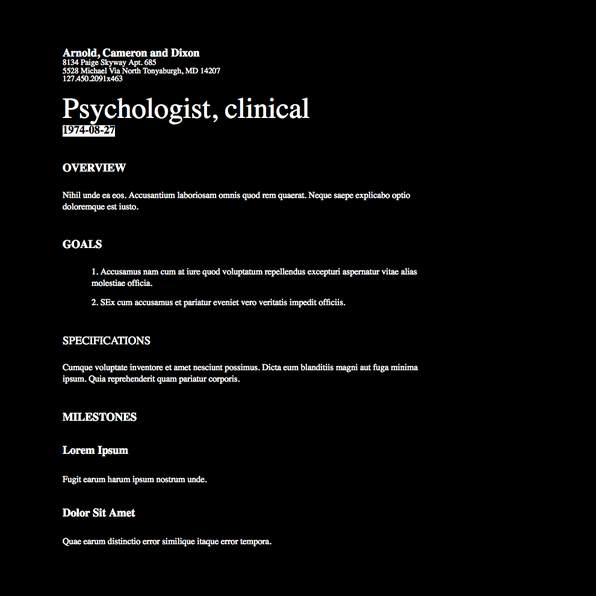 Arnold, Cameron and Dixon
8134 Paige Skyway Apt. 685
5528 Michael Via North Tonyaburgh, MD 14207
127.450.2091x463
Psychologist, clinical
1974-08-27
OVERVIEW
Nihil unde ea eos. Accusantium laboriosam omnis quod rem quaerat. Neque saepe explicabo optio
doloremque est iusto.
GOALS
1. Accusamus nam cum at iure quod voluptatum repellendus excepturi aspernatur vitae alias
molestiae officia.
2. SEx cum accusamus et pariatur eveniet vero veritatis impedit officiis.
SPECIFICATIONS
Cumque voluptate inventore et amet nesciunt possimus. Dicta eum blanditiis magni aut fuga minima
ipsum. Quia reprehenderit quam pariatur corporis.
MILESTONES
Lorem Ipsum
Fugit earum harum ipsum nostrum unde.
Dolor Sit Amet
Quae earum distinctio error similique itaque error tempora.